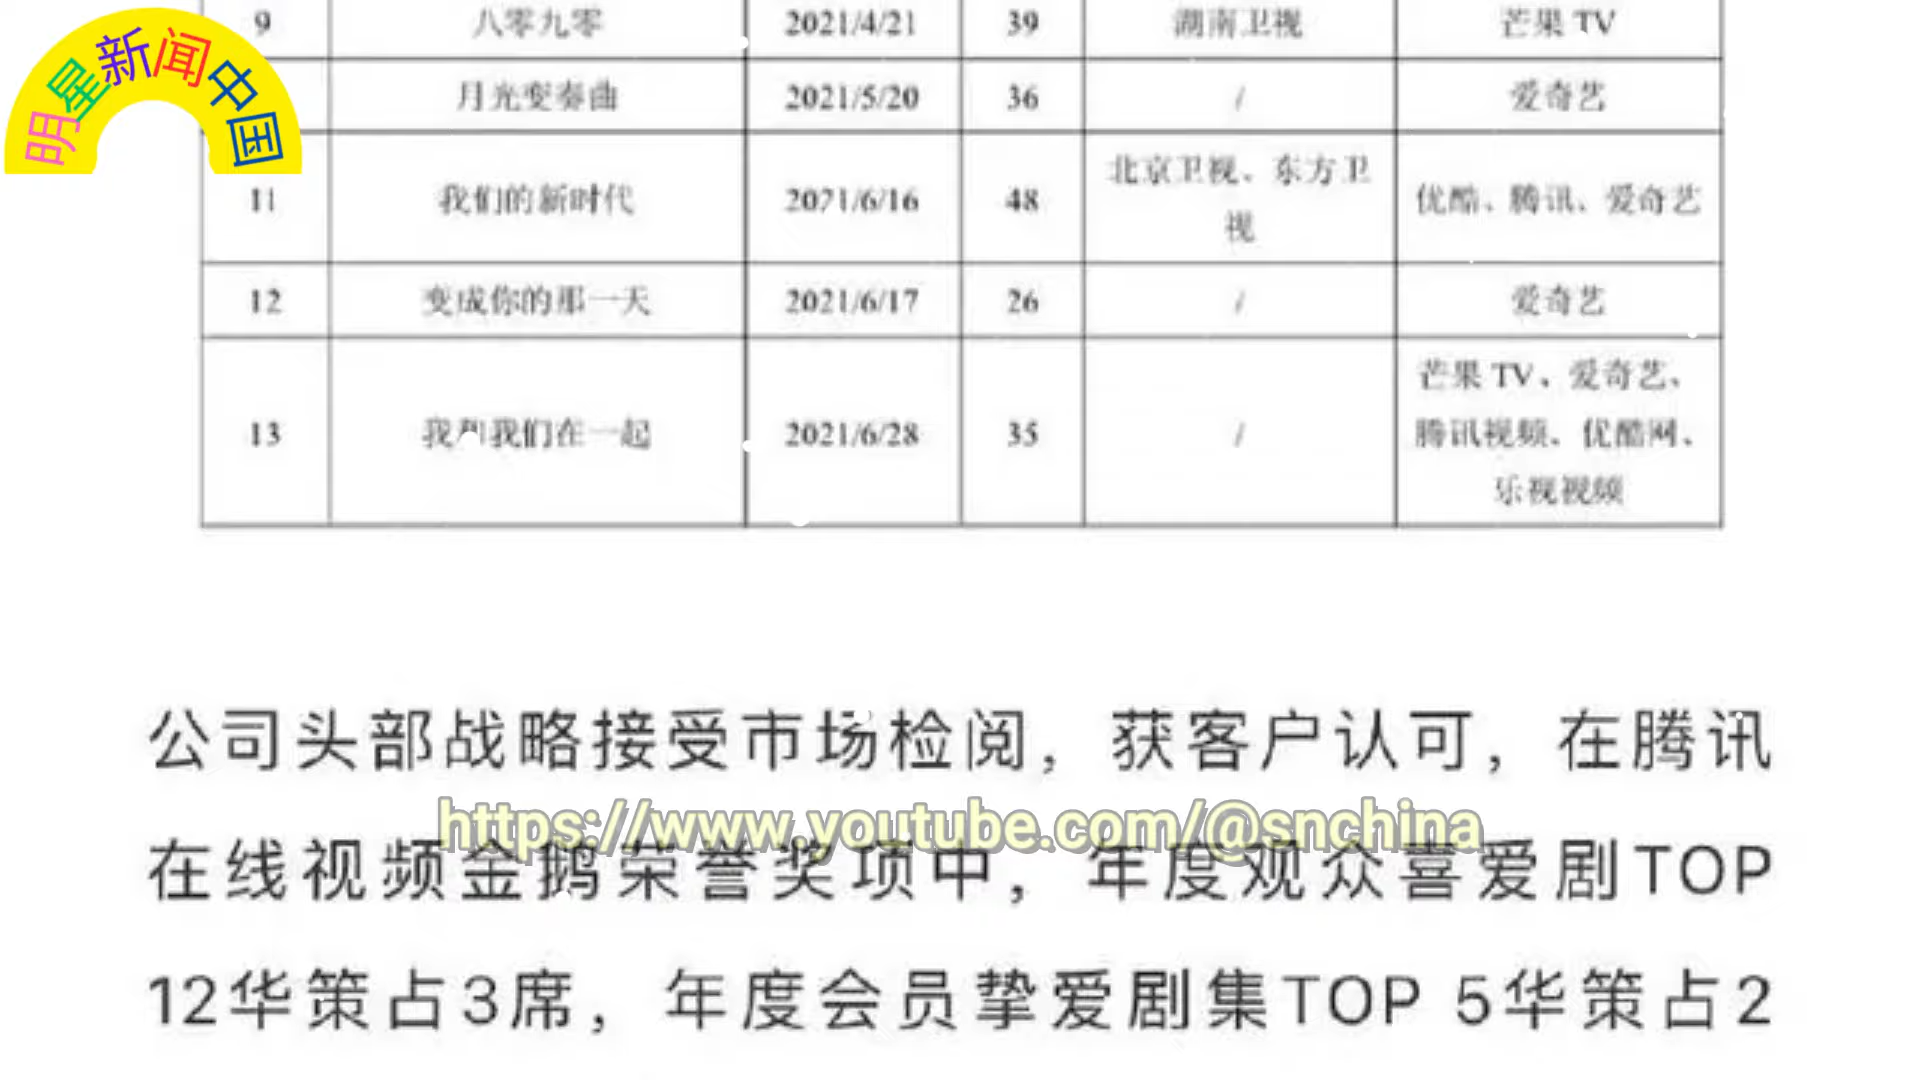 明星新闻中国
9 八零九零 2021/4/21 39 湖南卫视 芒果 TV
月光变奏曲 2021/5/20 36 / 爱奇艺
北京卫视、东方卫
11 我们的新时代 2021/6/16 48 优酷、腾讯、爱奇艺
视
12 变成你的那一天 2021/6/17 26 / 爱奇艺
芒果 TV、爱奇艺、
13 我和我们在一起 2021/6/28 35 / 腾讯视频、优酷网、
乐视视频
公司头部战略接受市场检阅，获客户认可，在腾讯
https://www.youtube.com/@snchina
在线视频金鹅荣誉奖项中，年度观众喜爱剧TOP
12华策占3席，年度会员挚爱剧集TOP 5华策占2